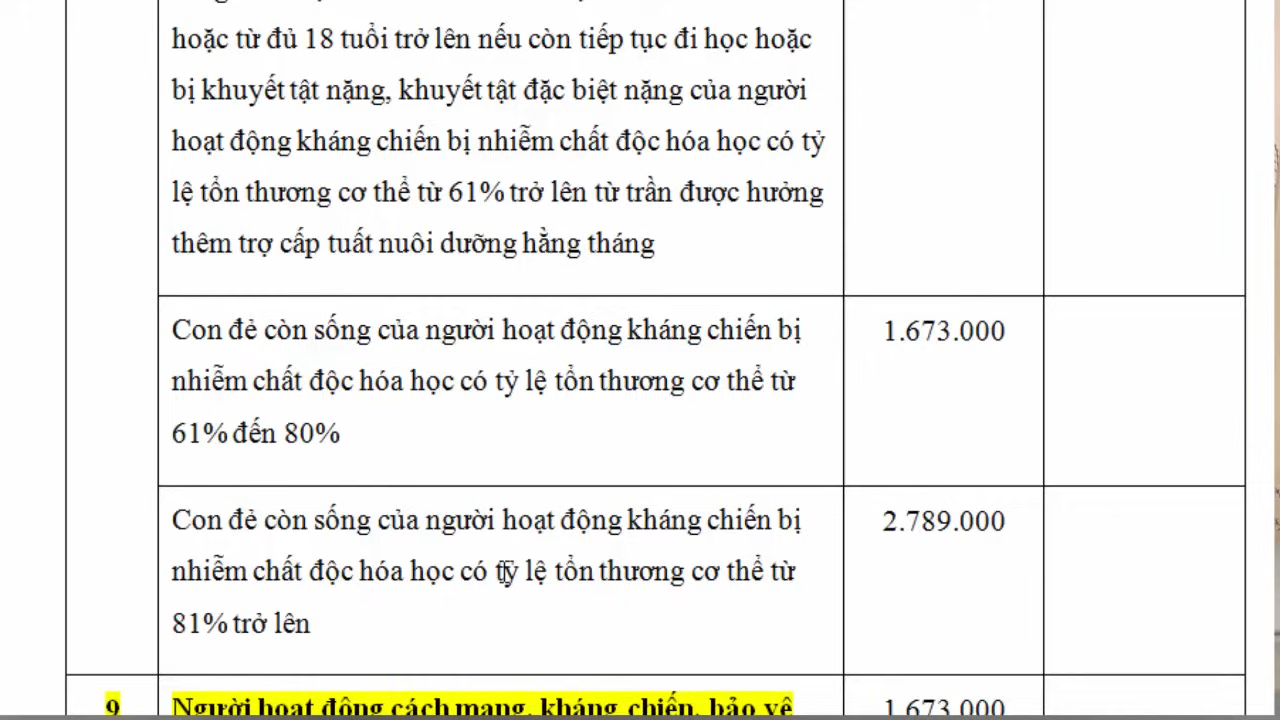 hoặc từ đủ 18 tuổi trở lên nếu còn tiếp tục đi học hoặc
bị khuyết tật nặng, khuyết tật đặc biệt nặng của người
hoạt động kháng chiến bị nhiễm chất độc hóa học có tỷ
lệ tổn thương cơ thể từ 61% trở lên từ trần được hưởng
thêm trợ cấp tuất nuôi dưỡng hằng tháng
Con đẻ còn sống của người hoạt động kháng chiến bị
nhiễm chất độc hóa học có tỷ lệ tổn thương cơ thể từ
61% đến 80%
1.673.000
Con đẻ còn sống của người hoạt động kháng chiến bị
nhiễm chất độc hóa học có tỷ lệ tổn thương cơ thể từ
81% trở lên
2.789.000
9
Người hoạt động cách mạng, kháng chiến, bảo vệ
1.673.000